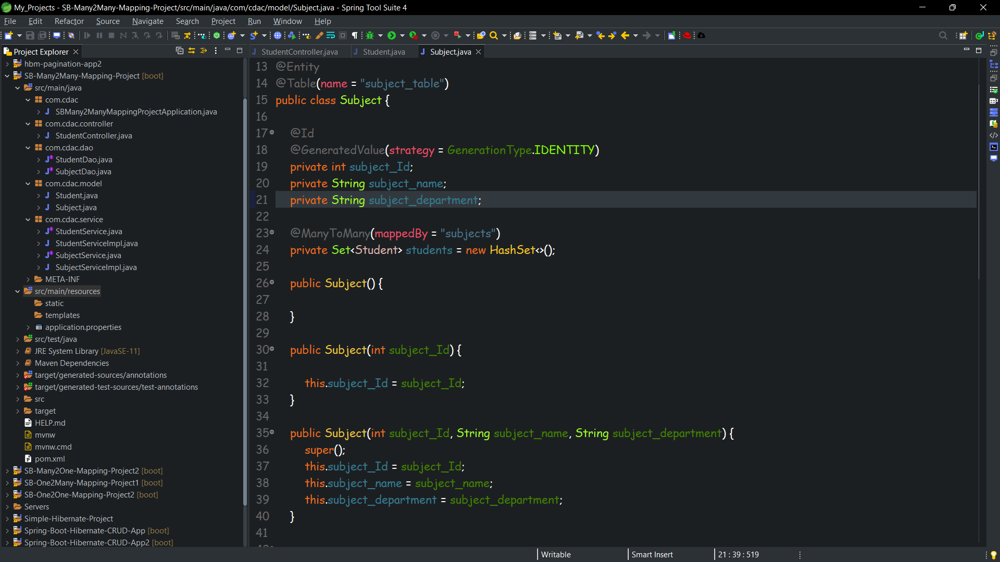 My_Projects - SB-Many2Many-Mapping-Project/src/main/java/com/cdac/model/Subject.java - Spring Tool Suite 4
File Edit Refactor Source Navigate Search Project Run Window Help
Project Explorer
hbm-pagination-app2
SB-Many2Many-Mapping-Project [boot]
src/main/java
com.cdac
SBMany2ManyMappingProjectApplication.java
com.cdac.controller
StudentController.java
com.cdac.dao
StudentDao.java
SubjectDao.java
com.cdac.model
Student.java
Subject.java
com.cdac.service
StudentService.java
StudentServiceImpl.java
SubjectService.java
SubjectServiceImpl.java
META-INF
src/main/resources
static
templates
application.properties
src/test/java
JRE System Library [JavaSE-11]
Maven Dependencies
target/generated-sources/annotations
target/generated-test-sources/test-annotations
src
target
HELP.md
mvnw
mvnw.cmd
pom.xml
SB-Many2One-Mapping-Project2 [boot]
SB-One2Many-Mapping-Project1 [boot]
SB-One2One-Mapping-Project2 [boot]
Servers
Simple-Hibernate-Project
Spring-Boot-Hibernate-CRUD-App [boot]
Spring-Boot-Hibernate-CRUD-App2 [boot]
StudentController.java Student.java Subject.java
13 @Entity
14 @Table(name = "subject_table")
15 public class Subject {
16
17 @Id
18 @GeneratedValue(strategy = GenerationType.IDENTITY)
19 private int subject_Id;
20 private String subject_name;
21 private String subject_department;
22
23 @ManyToMany(mappedBy = "subjects")
24 private Set<Student> students = new HashSet<>();
25
26 public Subject() {
27
28 }
29
30 public Subject(int subject_Id) {
31
32 this.subject_Id = subject_Id;
33 }
34
35 public Subject(int subject_Id, String subject_name, String subject_department) {
36 super();
37 this.subject_Id = subject_Id;
38 this.subject_name = subject_name;
39 this.subject_department = subject_department;
40 }
41
Writable Smart Insert 21 : 39 : 519